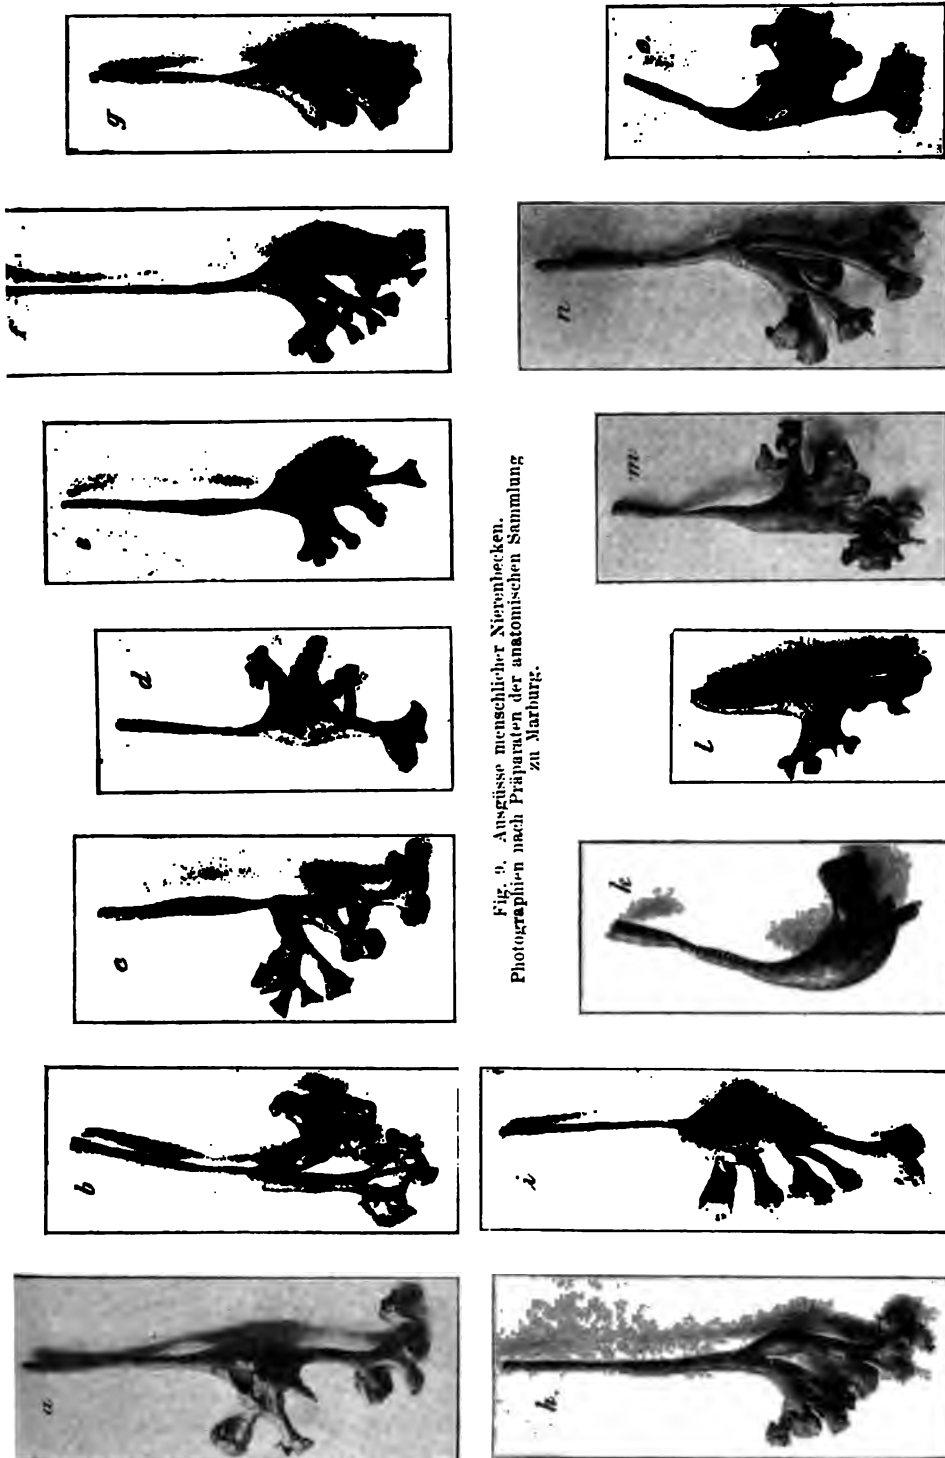 a
b
c
d
e
f
g
Fig. 9. Ausgüsse menschlicher Nierenbecken.
Photographien nach Präparaten der anatomischen Sammlung
zu Marburg.
h.
i
k
l
m
n
o